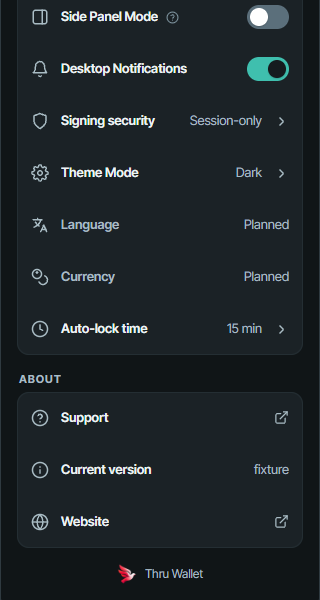 Side Panel Mode
Desktop Notifications
Signing security Session-only
Theme Mode Dark
Language Planned
Currency Planned
Auto-lock time 15 min
ABOUT
Support
Current version fixture
Website
Thru Wallet